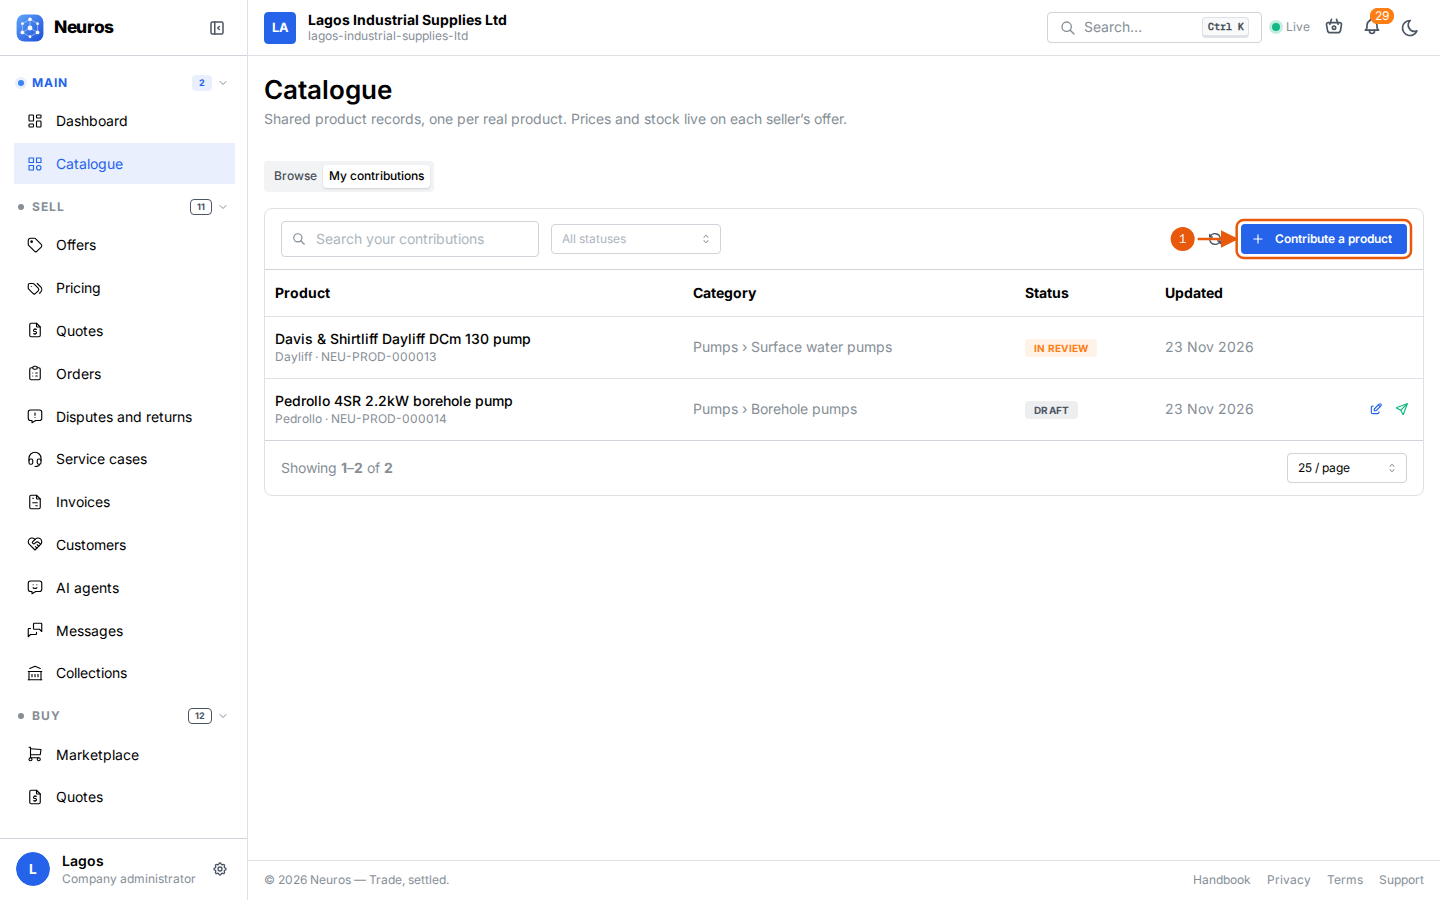 Neuros
MAIN
2
Dashboard
Catalogue
SELL
11
Offers
Pricing
Quotes
Orders
Disputes and returns
Service cases
Invoices
Customers
AI agents
Messages
Collections
BUY
12
Marketplace
Quotes
L
Lagos
Company administrator
LA
Lagos Industrial Supplies Ltd
lagos-industrial-supplies-ltd
Search...
Ctrl K
Live
29
Catalogue
Shared product records, one per real product. Prices and stock live on each seller’s offer.
Browse
My contributions
Search your contributions
All statuses
1
Contribute a product
Product Category Status Updated
Davis & Shirtliff Dayliff DCm 130 pump
Dayliff · NEU-PROD-000013
Pumps › Surface water pumps
IN REVIEW
23 Nov 2026
Pedrollo 4SR 2.2kW borehole pump
Pedrollo · NEU-PROD-000014
Pumps › Borehole pumps
DRAFT
23 Nov 2026
Showing 1–2 of 2
25 / page
© 2026 Neuros — Trade, settled.
Handbook Privacy Terms Support